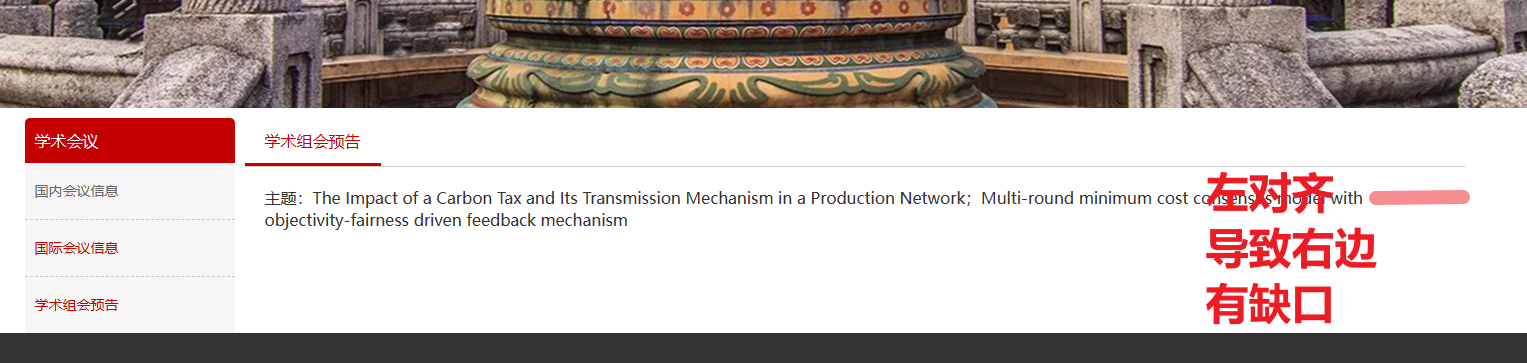 学术会议
学术组会预告
国内会议信息
国际会议信息
学术组会预告
主题：The Impact of a Carbon Tax and Its Transmission Mechanism in a Production Network；Multi-round minimum cost consensus model with
objectivity-fairness driven feedback mechanism
左对齐
导致右边
有缺口